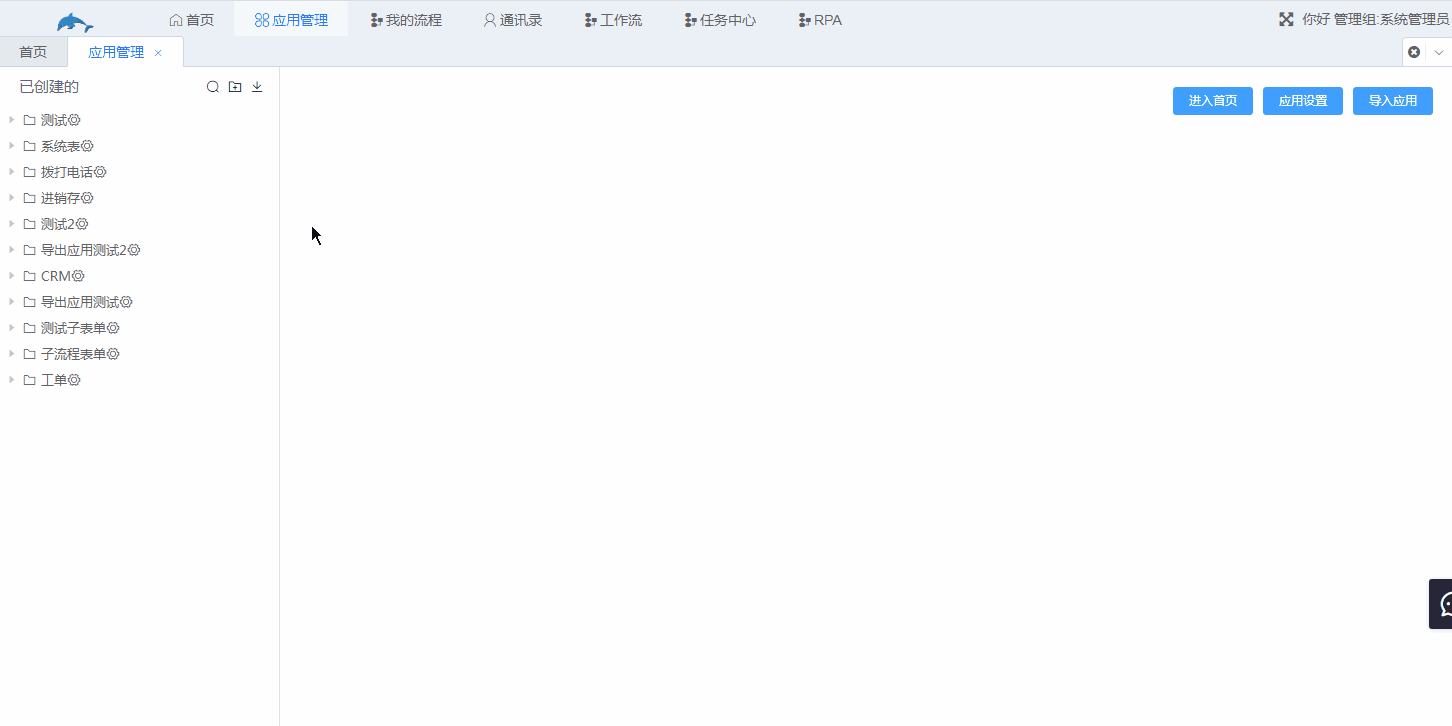 首页 应用管理 我的流程 通讯录 工作流 任务中心 RPA 你好 管理组:系统管理员
首页 应用管理
已创建的
进入首页 应用设置 导入应用
测试
系统表
拨打电话
进销存
测试2
导出应用测试2
CRM
导出应用测试
测试子表单
子流程表单
工单